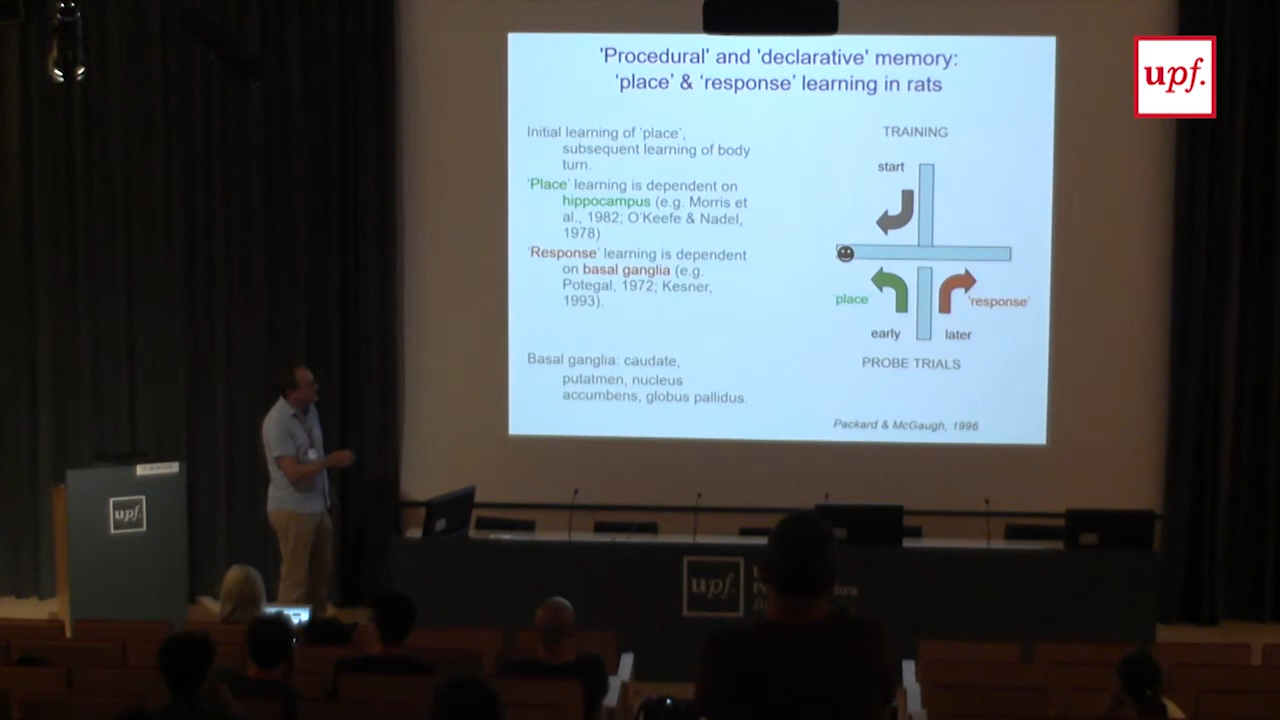 'Procedural' and 'declarative' memory:
'place' & 'response' learning in rats
Initial learning of 'place',
subsequent learning of body
turn.
'Place' learning is dependent on
hippocampus (e.g. Morris et
al., 1982; O'Keefe & Nadel,
1978)
'Response' learning is dependent
on basal ganglia (e.g.
Potegal, 1972; Kesner,
1993).
Basal ganglia: caudate,
putatmen, nucleus
accumbens, globus pallidus.
TRAINING
start
'place'
'response'
early
later
PROBE TRIALS
Packard & McGaugh, 1996
upf.
upf.
upf.